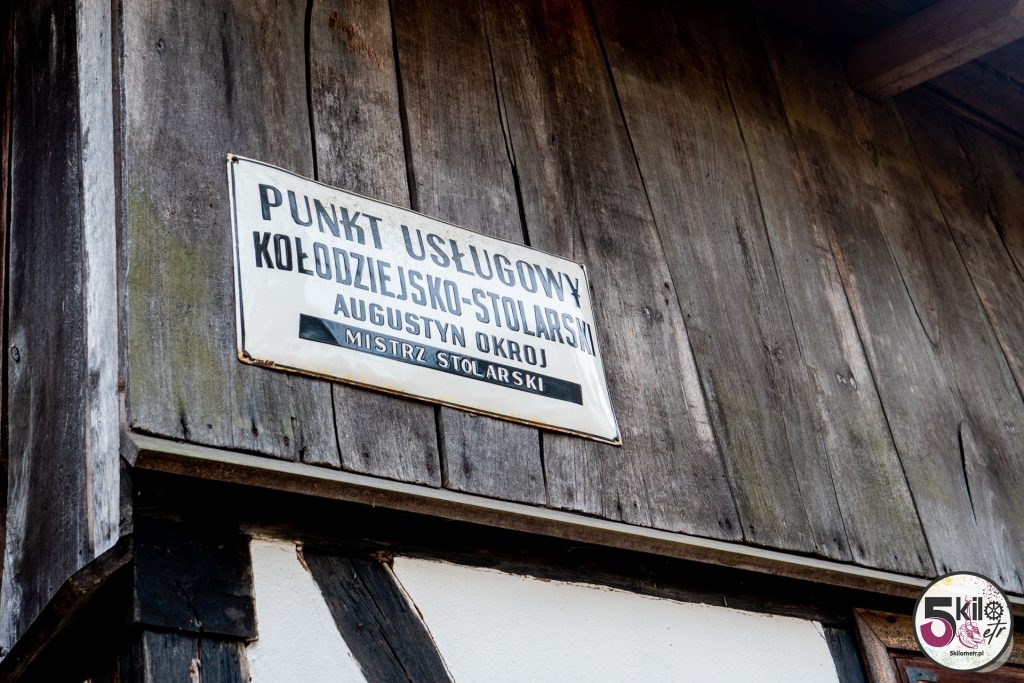 PUNKT USŁUGOWY
KOŁODZIEJSKO-STOLARSKI
AUGUSTYN OKROJ
MISTRZ STOLARSKI
5kilometr
5kilometr.pl